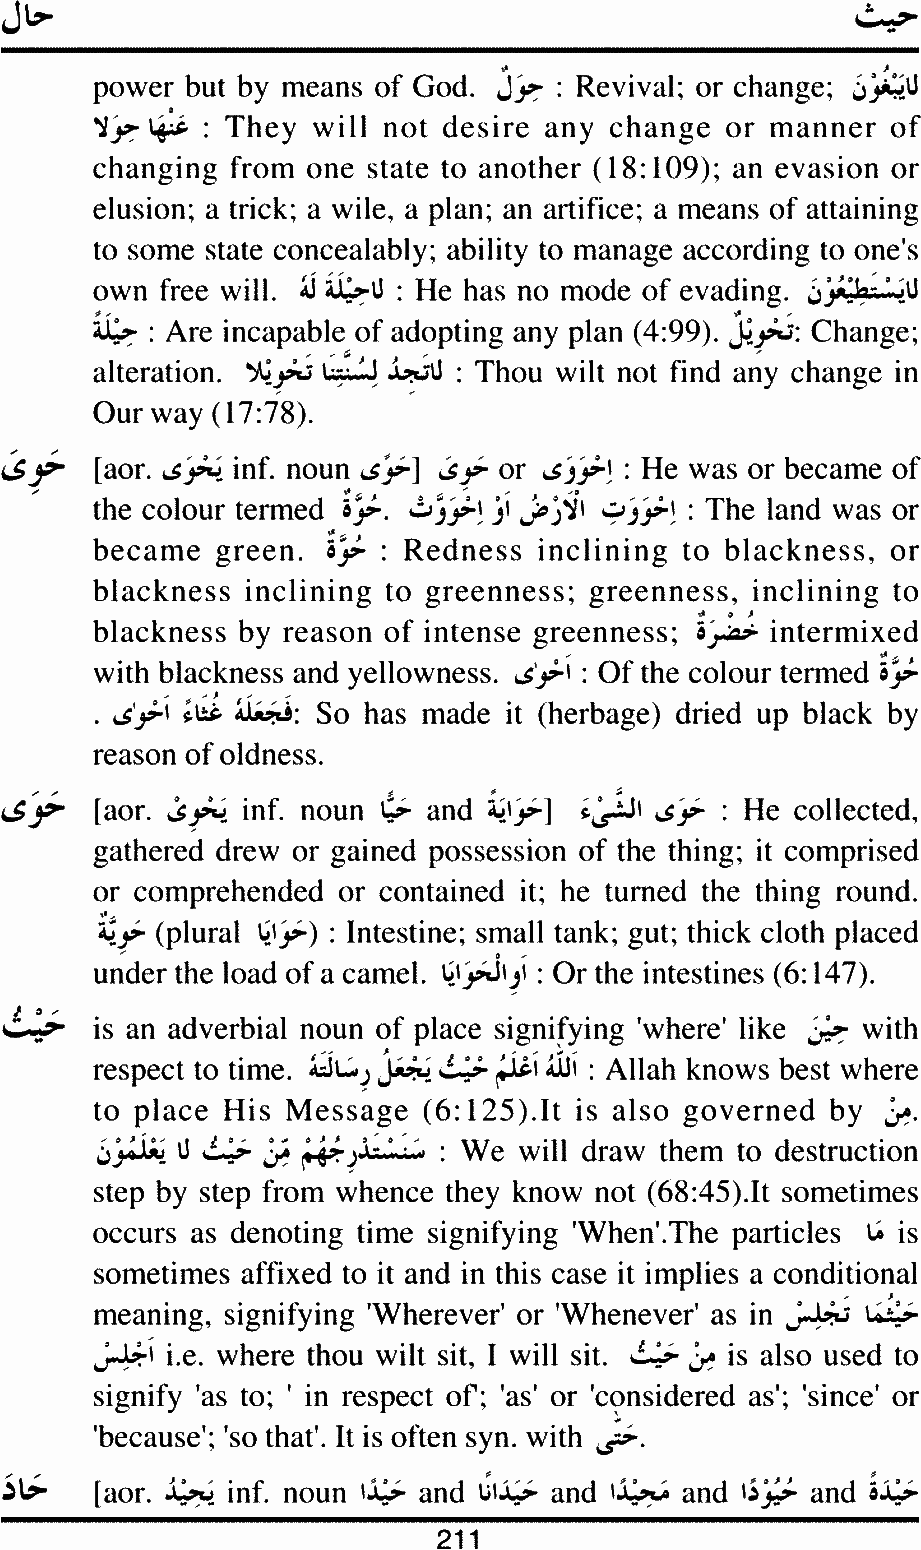 حال حيث
power but by means of God. حِوَلٌ : Revival; or change; لَايَبْغُوْنَ
عَنْهَا حِوَلًا : They will not desire any change or manner of
changing from one state to another (18:109); an evasion or
elusion; a trick; a wile, a plan; an artifice; a means of attaining
to some state concealably; ability to manage according to one's
own free will. لَاحِيْلَةَ لَهُ : He has no mode of evading. لَايَسْتَطِيْعُوْنَ
حِيْلَةً : Are incapable of adopting any plan (4:99). تَحْوِيْلٌ: Change;
alteration. لَاتَجِدُ لِسُنَّتِنَا تَحْوِيْلًا : Thou wilt not find any change in
Our way (17:78).
حَوِىَ [aor. يَحْوَى inf. noun حَوًى] حَوِىَ or اِحْوَوٰى : He was or became of
the colour termed حُوَّةٌ. اِحْوَوَتِ الْاَرْضُ اَوْ اِحْوَوَّتْ : The land was or
became green. حُوَّةٌ : Redness inclining to blackness, or
blackness inclining to greenness; greenness, inclining to
blackness by reason of intense greenness; خُضْرَةٌ intermixed
with blackness and yellowness. اَحْوٰى : Of the colour termed حُوَّةٌ
. فَجَعَلَهٗ غُثَاءً اَحْوٰى: So has made it (herbage) dried up black by
reason of oldness.
حَوَى [aor. يَحْوِىْ inf. noun حَيًّا and حَوَايَةً] حَوَى الشَّىْءَ : He collected,
gathered drew or gained possession of the thing; it comprised
or comprehended or contained it; he turned the thing round.
حَوِيَّةٌ (plural حَوَايَا) : Intestine; small tank; gut; thick cloth placed
under the load of a camel. اَوِالْحَوَايَا : Or the intestines (6:147).
حَيْثُ is an adverbial noun of place signifying 'where' like حِيْنَ with
respect to time. اَللّٰهُ اَعْلَمُ حَيْثُ يَجْعَلُ رِسَالَتَهٗ : Allah knows best where
to place His Message (6:125).It is also governed by مِنْ.
سَنَسْتَدْرِجُهُمْ مِّنْ حَيْثُ لَا يَعْلَمُوْنَ : We will draw them to destruction
step by step from whence they know not (68:45).It sometimes
occurs as denoting time signifying 'When'.The particles مَا is
sometimes affixed to it and in this case it implies a conditional
meaning, signifying 'Wherever' or 'Whenever' as in حَيْثُمَا تَجْلِسْ
اَجْلِسْ i.e. where thou wilt sit, I will sit. مِنْ حَيْثُ is also used to
signify 'as to; ' in respect of'; 'as' or 'considered as'; 'since' or
'because'; 'so that'. It is often syn. with حَتّٰى.
حَادَ [aor. يَحِيْدُ inf. noun حَيْدًا and حَيَدَانًا and مَحِيْدًا and حُيُوْدًا and حَيْدَةً
211